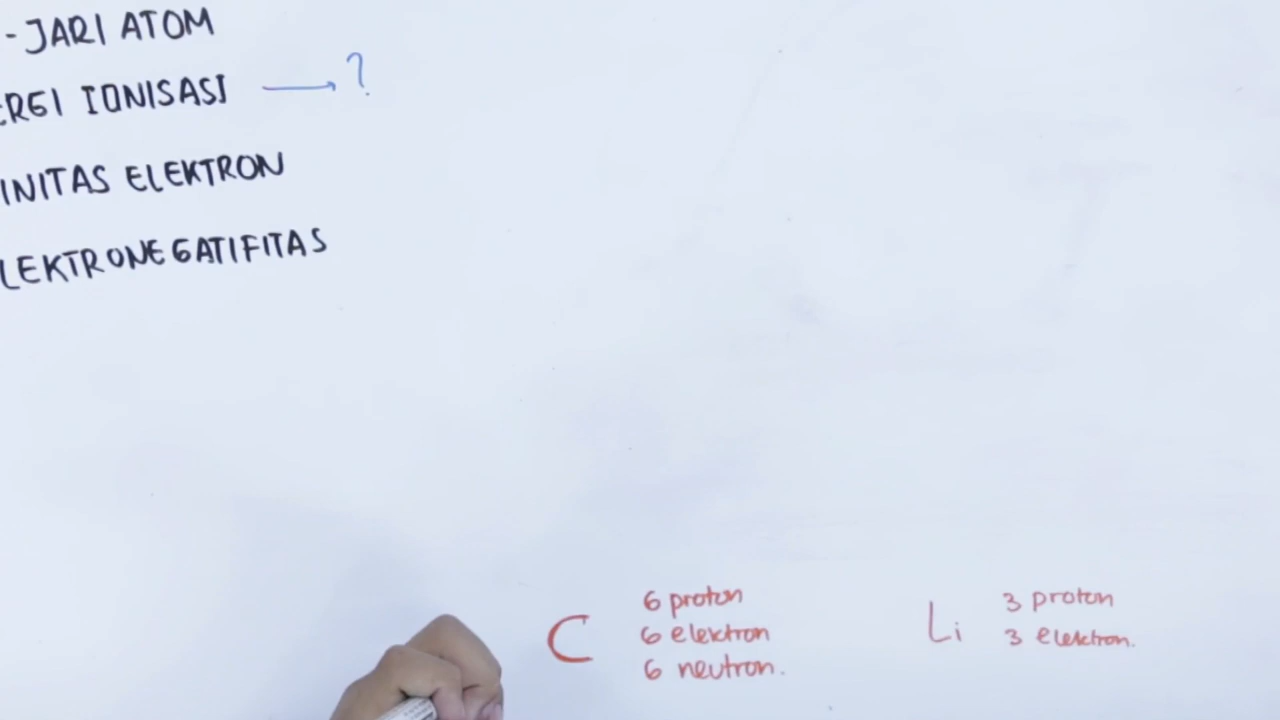 -JARI ATOM
ERGI IONISASI → ?
INITAS ELEKTRON
LEKTRONEGATIFITAS
C
6 proton
6 elektron
6 neutron.
Li
3 proton
3 elektron.